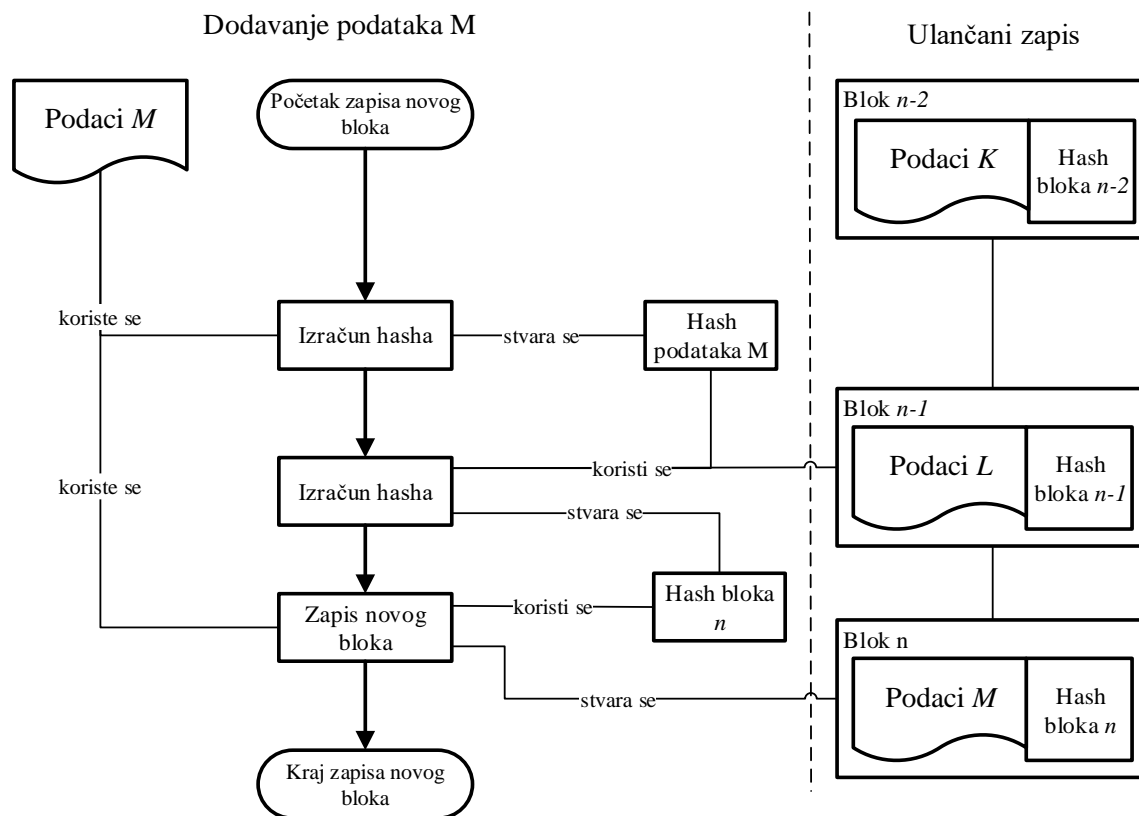 Dodavanje podataka M
Ulančani zapis
Podaci M
Početak zapisa novog
bloka
Blok n-2
Podaci K
Hash
bloka n-2
koriste se
Izračun hasha
stvara se
Hash
podataka M
Blok n-1
Podaci L
Hash
bloka n-1
koriste se
Izračun hasha
koristi se
stvara se
Zapis novog
bloka
koristi se
Hash bloka
n
Blok n
Podaci M
Hash
bloka n
stvara se
Kraj zapisa novog
bloka